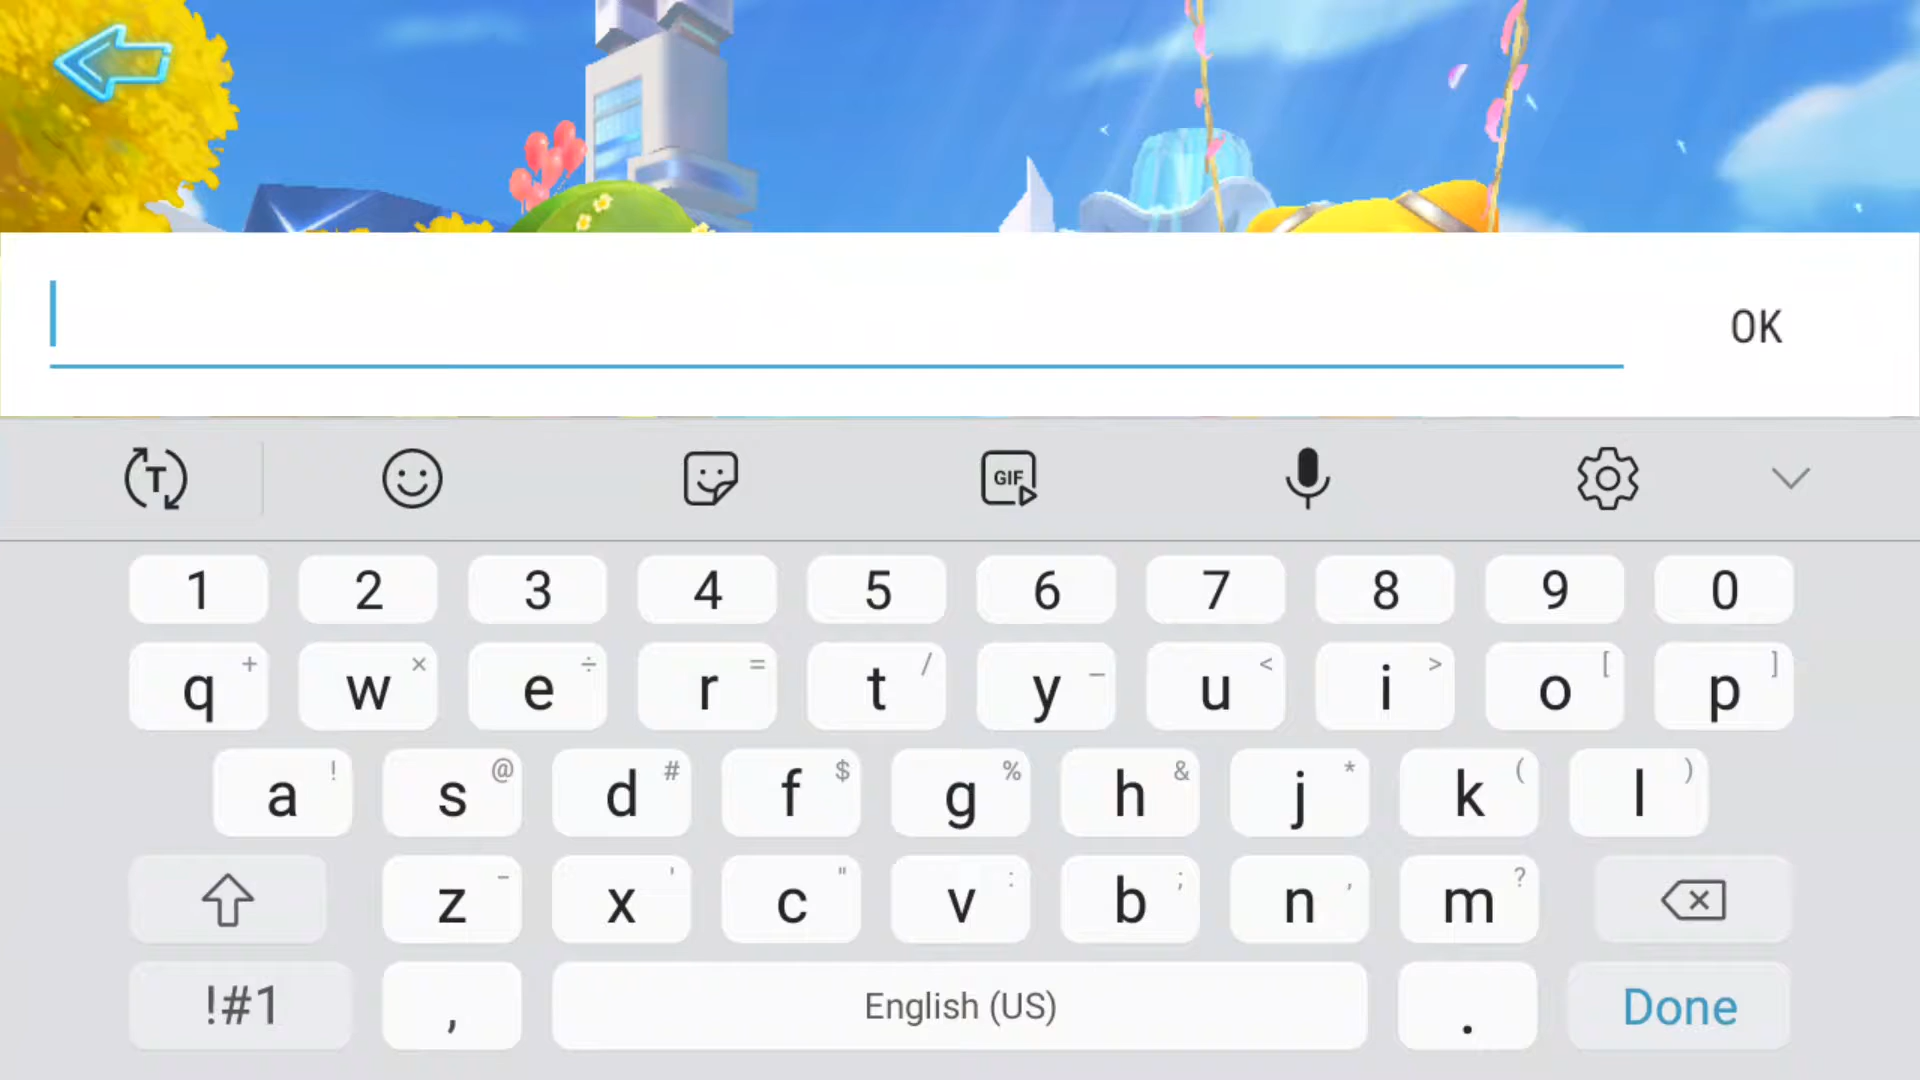 OK
T GIF
1 2 3 4 5 6 7 8 9 0
q + w × e ÷ r = t / y _ u < i > o [ p ]
a ! s @ d # f $ g % h & j * k ( l )
z - x ' c " v : b ; n , m ?
!#1 , English (US) . Done